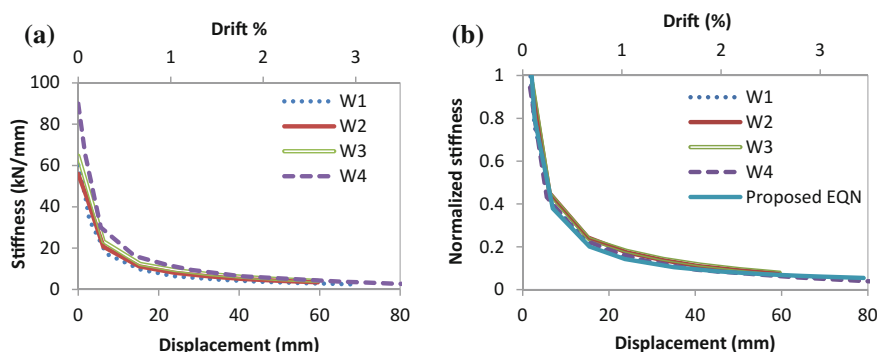 (a)
Drift %
0 1 2 3
Stiffness (kN/mm)
100
80
60
40
20
0
W1
W2
W3
W4
0 20 40 60 80
Displacement (mm)
(b)
Drift (%)
0 1 2 3
Normalized stiffness
1
0.8
0.6
0.4
0.2
0
W1
W2
W3
W4
Proposed EQN
0 20 40 60 80
Displacement (mm)